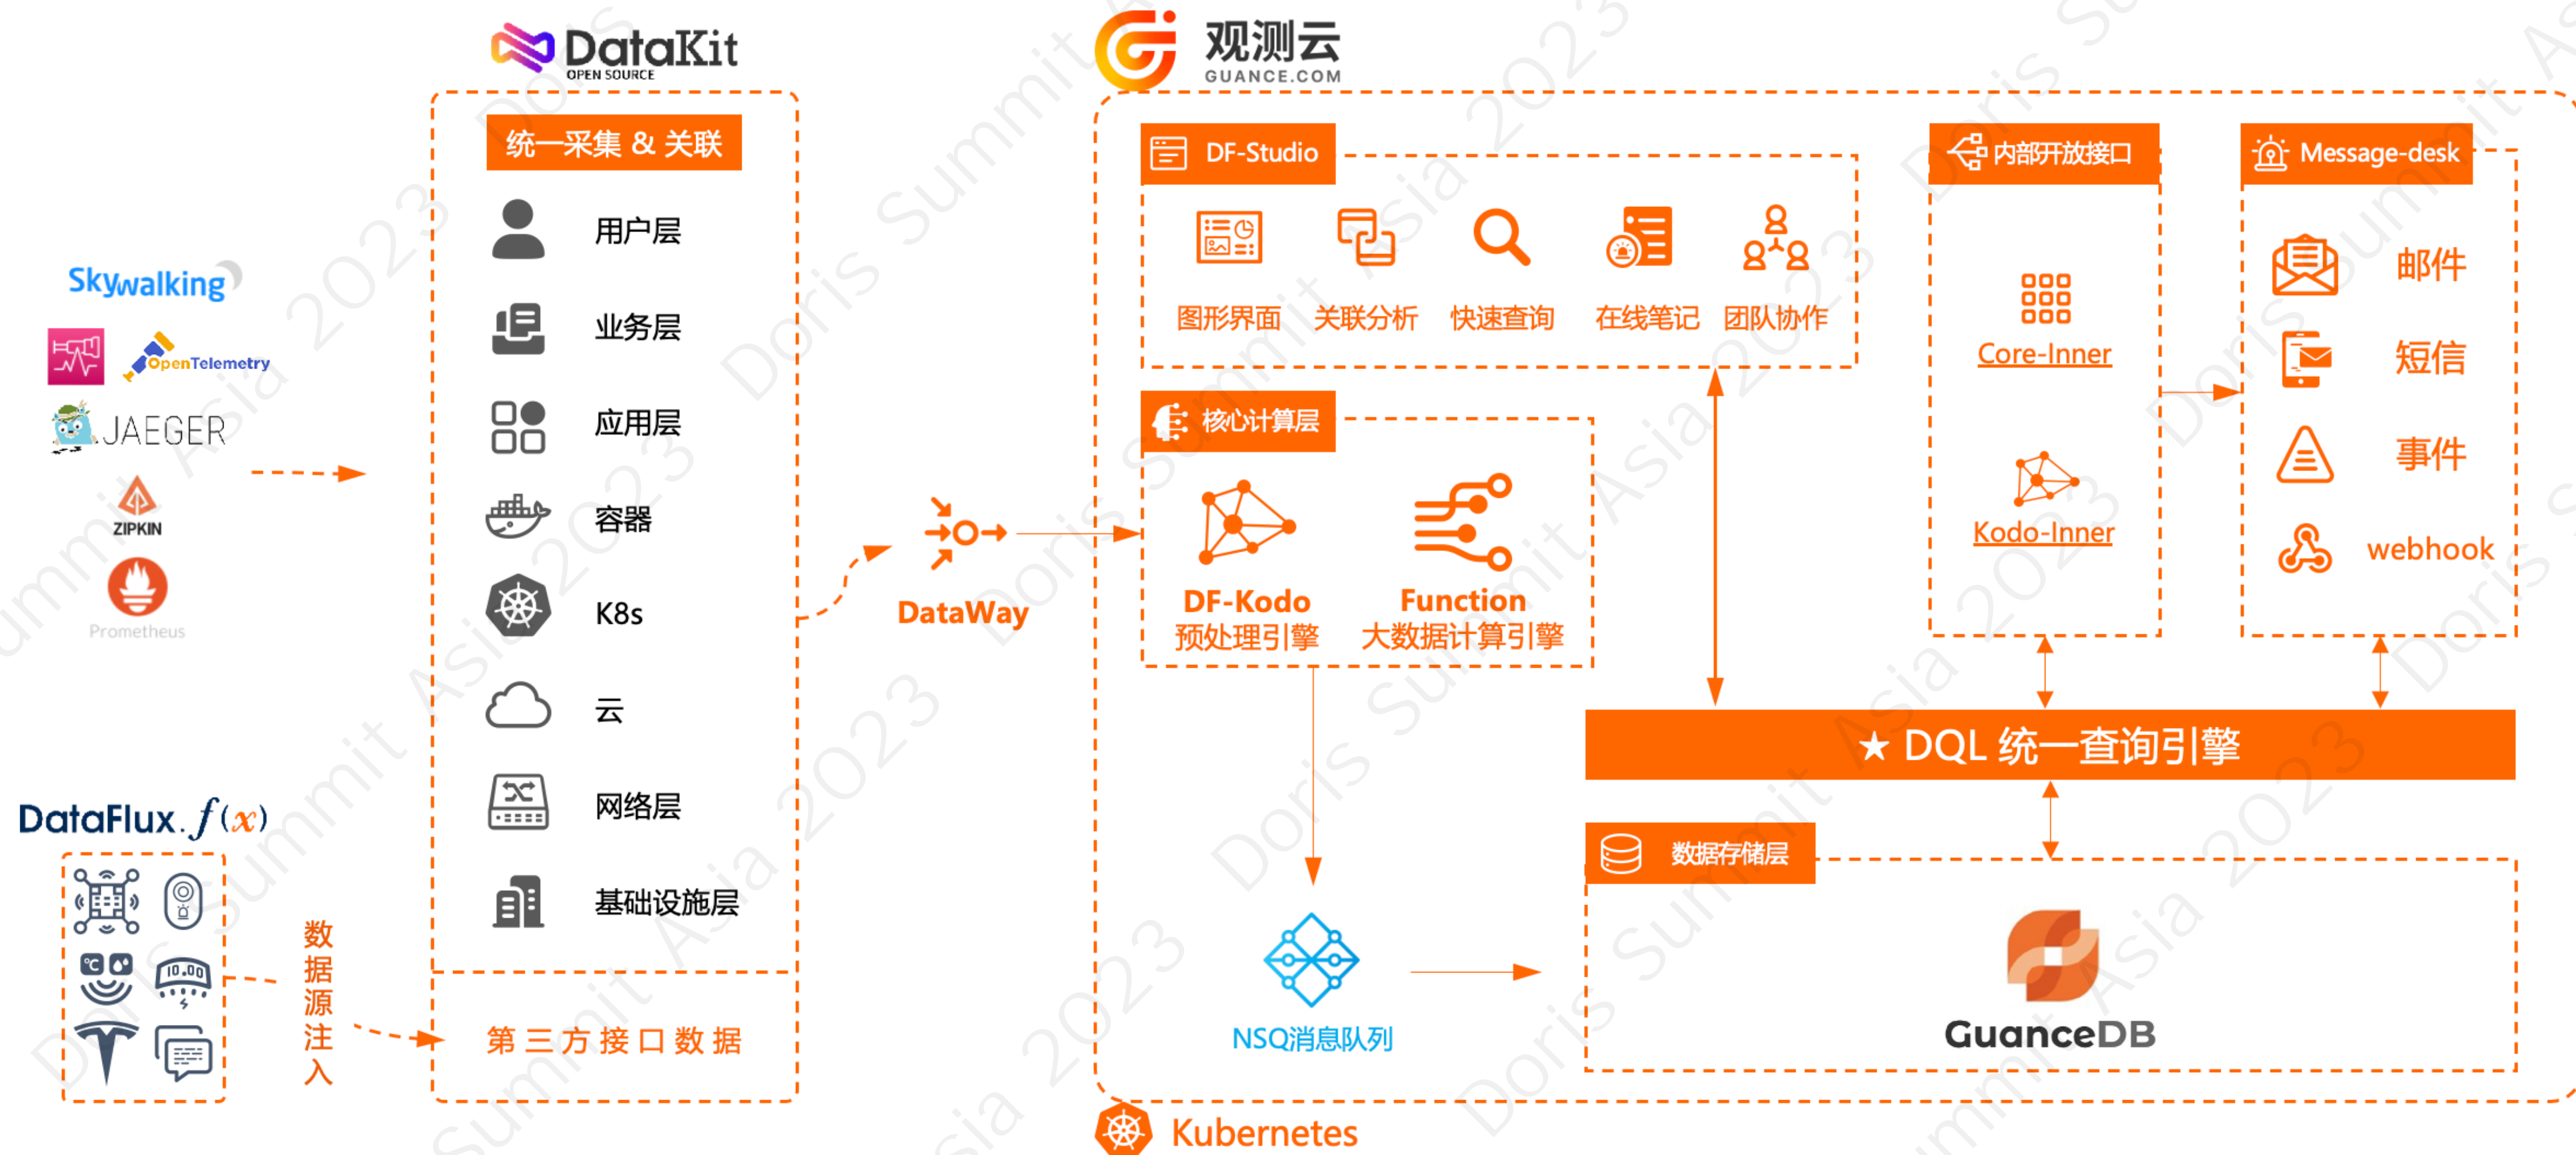 DataKit
OPEN SOURCE
观测云
GUANCE.COM
统一采集 & 关联
用户层
业务层
应用层
容器
K8s
云
网络层
基础设施层
第三方接口数据
Skywalking
OpenTelemetry
JAEGER
ZIPKIN
Prometheus
DataFlux.f(x)
°C
10.00
数据源注入
DataWay
DF-Studio
图形界面
关联分析
快速查询
在线笔记
团队协作
核心计算层
DF-Kodo
预处理引擎
Function
大数据计算引擎
NSQ消息队列
内部开放接口
Core-Inner
Kodo-Inner
Message-desk
邮件
短信
事件
webhook
★ DQL 统一查询引擎
数据存储层
GuanceDB
Kubernetes
Doris Summit Asia 2023